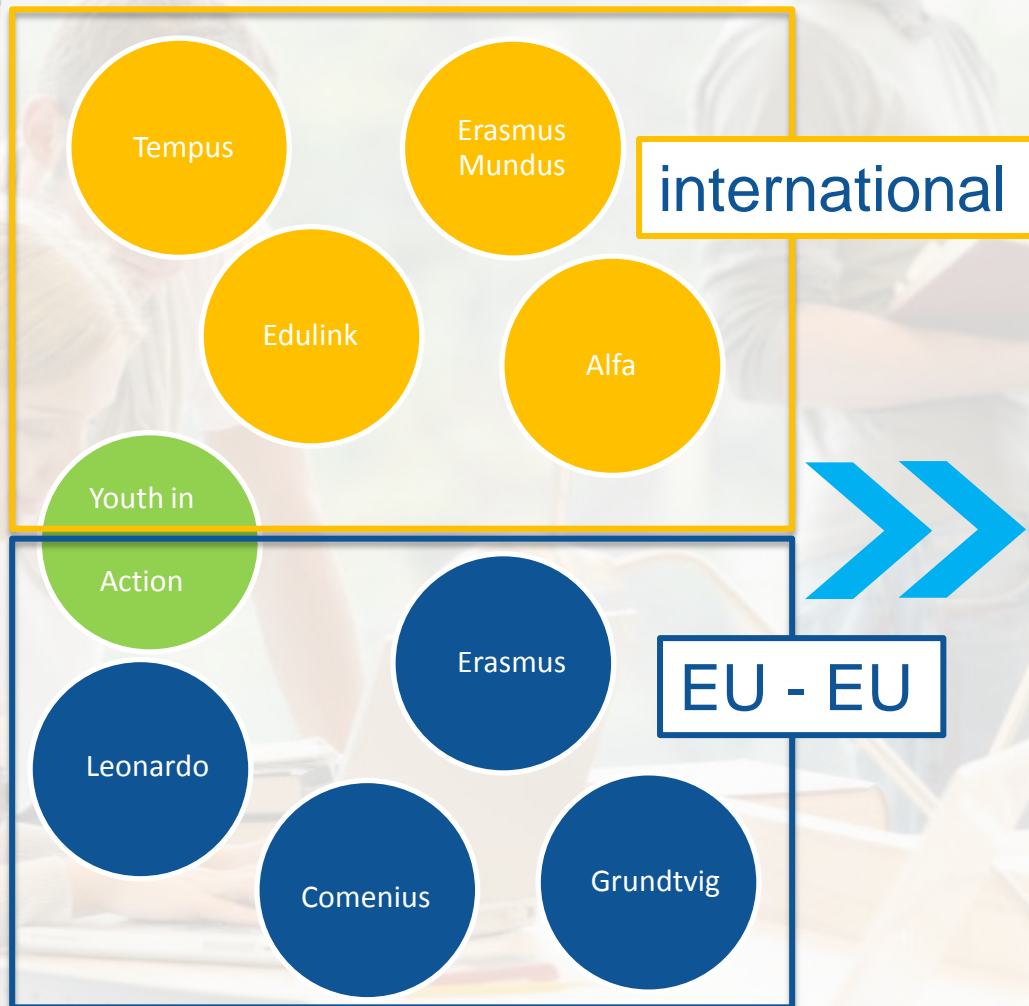 Tempus
Erasmus
Mundus
international
Edulink
Alfa
Youth in
Action
Erasmus
EU - EU
Leonardo
Comenius
Grundtvig